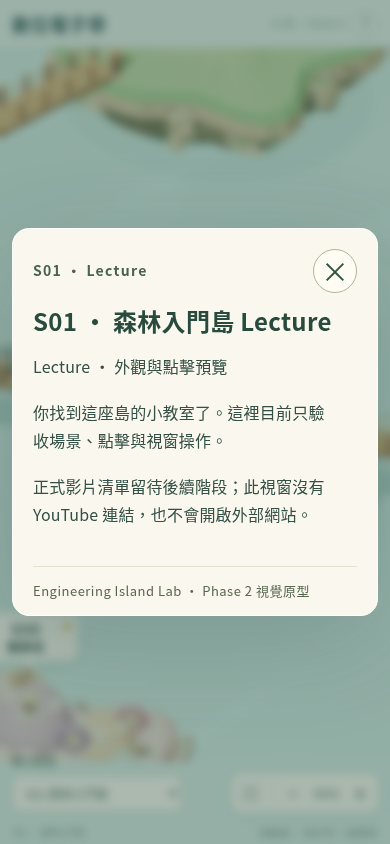 S01 · Lecture
S01 · 森林入門島 Lecture
Lecture · 外觀與點擊預覽
你找到這座島的小教室了。這裡目前只驗
收場景、點擊與視窗操作。
正式影片清單留待後續階段；此視窗沒有
YouTube 連結，也不會開啟外部網站。
Engineering Island Lab · Phase 2 視覺原型